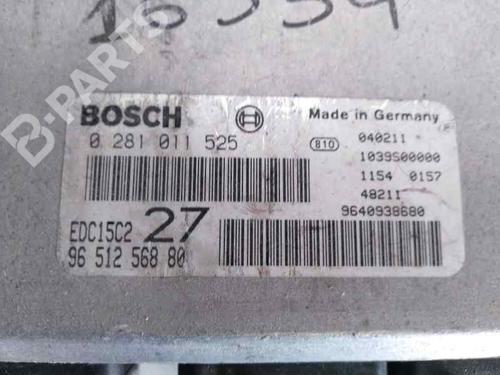 16334
B-PARTS
BOSCH
Made in Germany
0 281 011 525
B10
040211
1039S00000
1154 0157
48211
9640938680
EDC15C2 27
96 512 568 80